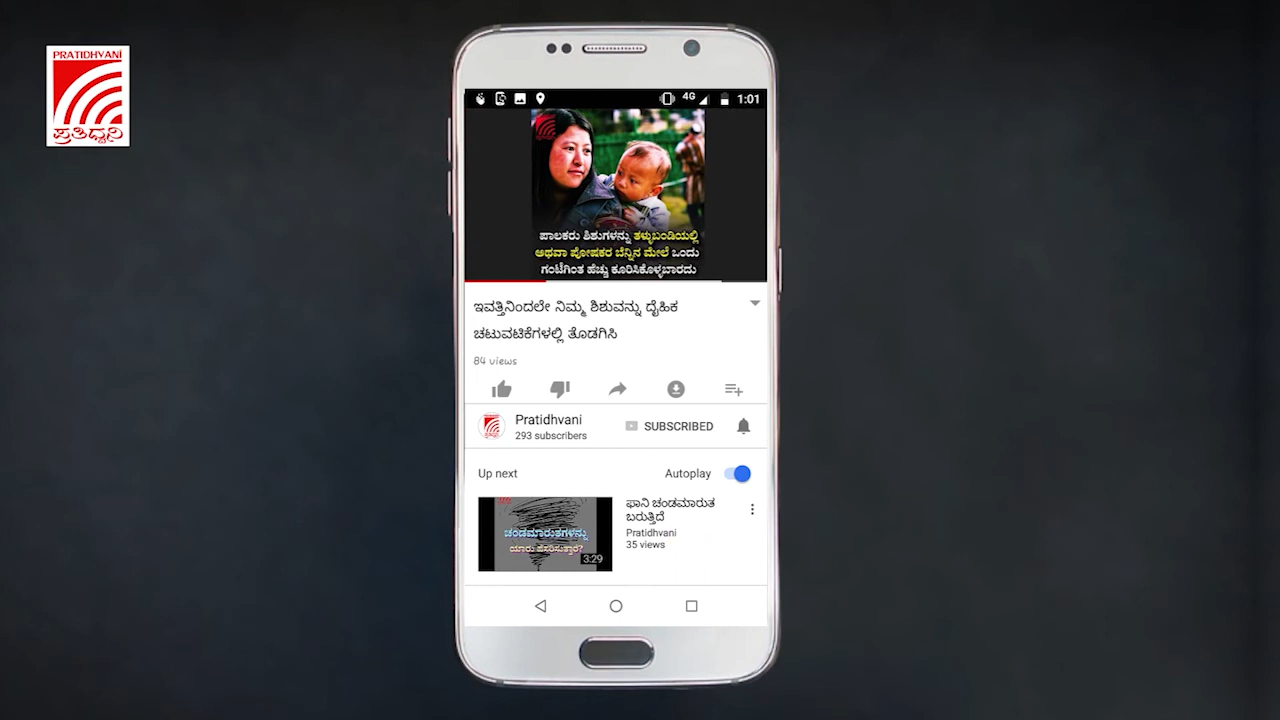 PRATIDHVANI
ಪ್ರತಿಧ್ವನಿ
4G
1:01
ಪಾಲಕರು ಶಿಶುಗಳನ್ನು ತಳ್ಳುಬಂಡಿಯಲ್ಲಿ
ಅಥವಾ ಪೋಷಕರ ಬೆನ್ನಿನ ಮೇಲೆ ಒಂದು
ಗಂಟೆಗಿಂತ ಹೆಚ್ಚು ಕೂರಿಸಿಕೊಳ್ಳಬಾರದು
ಇವತ್ತಿನಿಂದಲೇ ನಿಮ್ಮ ಶಿಶುವನ್ನು ದೈಹಿಕ
ಚಟುವಟಿಕೆಗಳಲ್ಲಿ ತೊಡಗಿಸಿ
84 views
Pratidhvani
SUBSCRIBED
293 subscribers
Up next
Autoplay
ಚಂಡಮಾರುತಗಳನ್ನು
ಯಾರು ಹೆಸರಿಸುತ್ತಾರೆ?
3:29
ಫಾನಿ ಚಂಡಮಾರುತ
ಬರುತ್ತಿದೆ
Pratidhvani
35 views